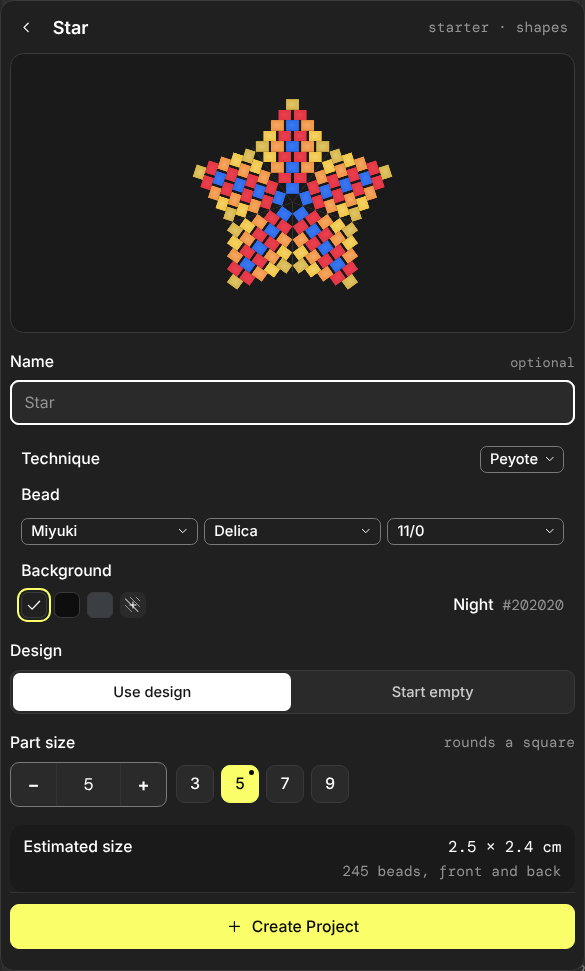 Star
starter · shapes
Name
optional
Star
Technique
Peyote
Bead
Miyuki
Delica
11/0
Background
Night #202020
Design
Use design
Start empty
Part size
rounds a square
− 5 +
3
5
7
9
Estimated size
2.5 × 2.4 cm
245 beads, front and back
+ Create Project